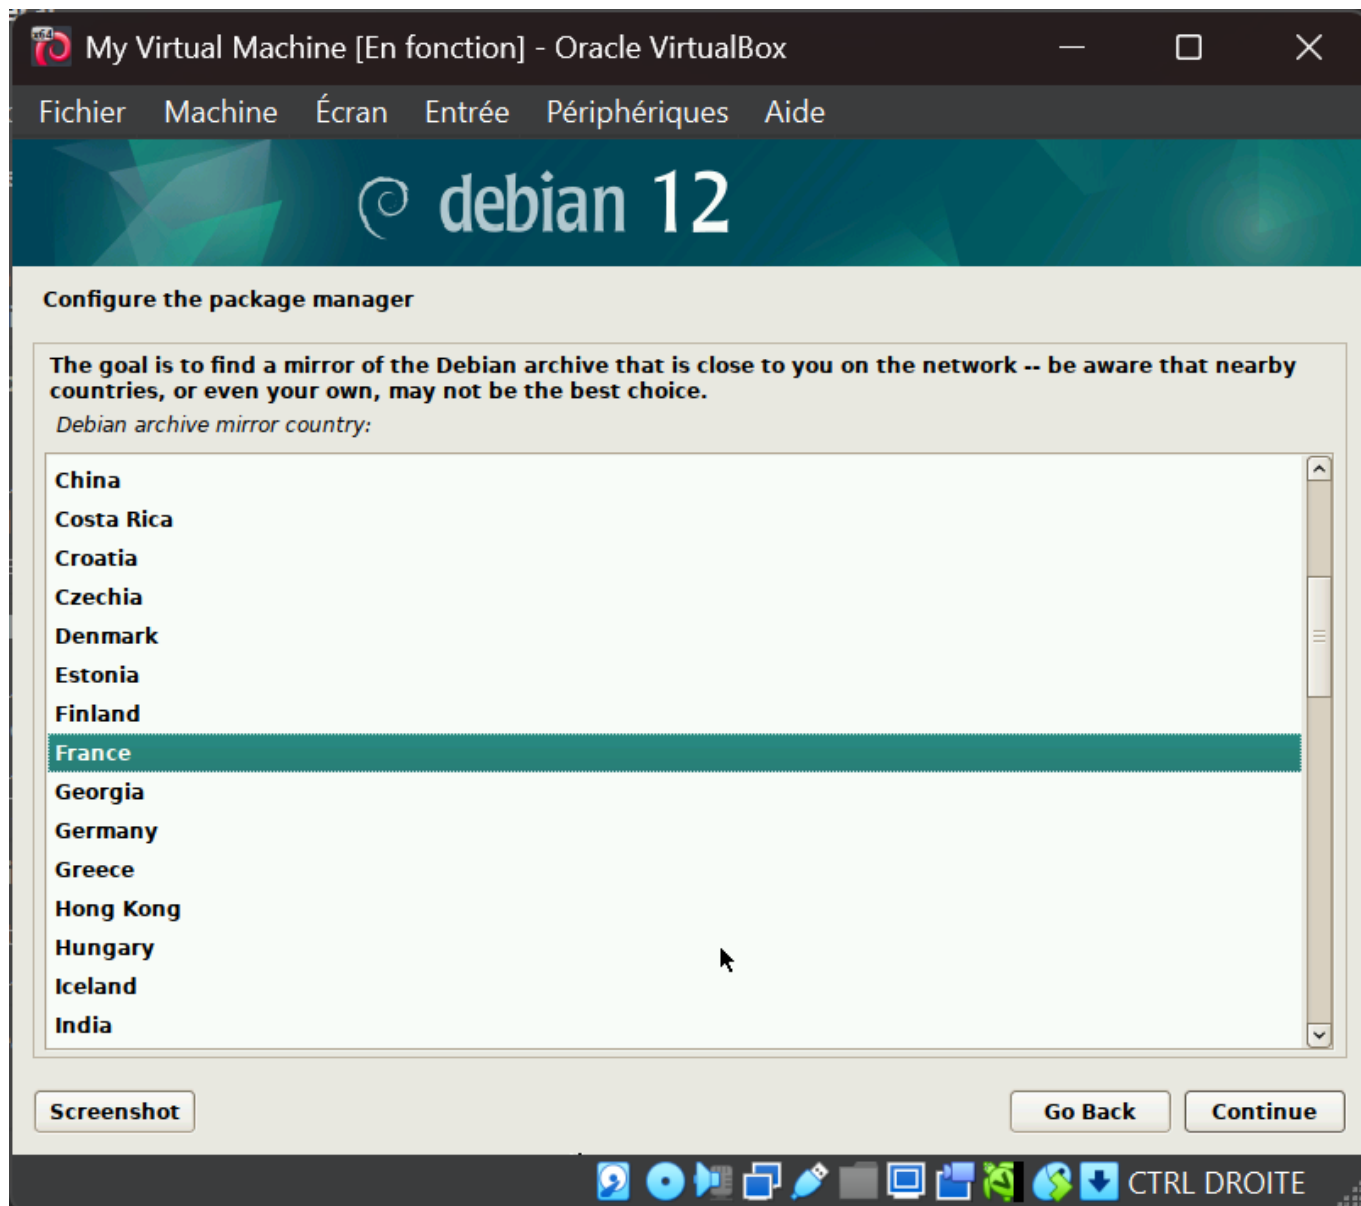 My Virtual Machine [En fonction] - Oracle VirtualBox
Fichier Machine Écran Entrée Périphériques Aide
debian 12
Configure the package manager
The goal is to find a mirror of the Debian archive that is close to you on the network -- be aware that nearby
countries, or even your own, may not be the best choice.
Debian archive mirror country:
China
Costa Rica
Croatia
Czechia
Denmark
Estonia
Finland
France
Georgia
Germany
Greece
Hong Kong
Hungary
Iceland
India
Screenshot
Go Back
Continue
CTRL DROITE